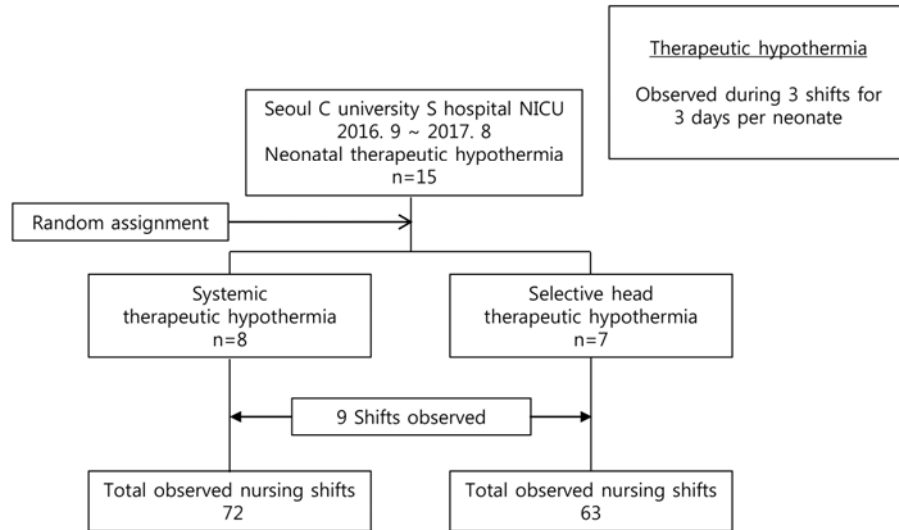 Therapeutic hypothermia
Observed during 3 shifts for
3 days per neonate
Seoul C university S hospital NICU
2016. 9 ~ 2017. 8
Neonatal therapeutic hypothermia
n=15
Random assignment
Systemic
therapeutic hypothermia
n=8
Selective head
therapeutic hypothermia
n=7
9 Shifts observed
Total observed nursing shifts
72
Total observed nursing shifts
63